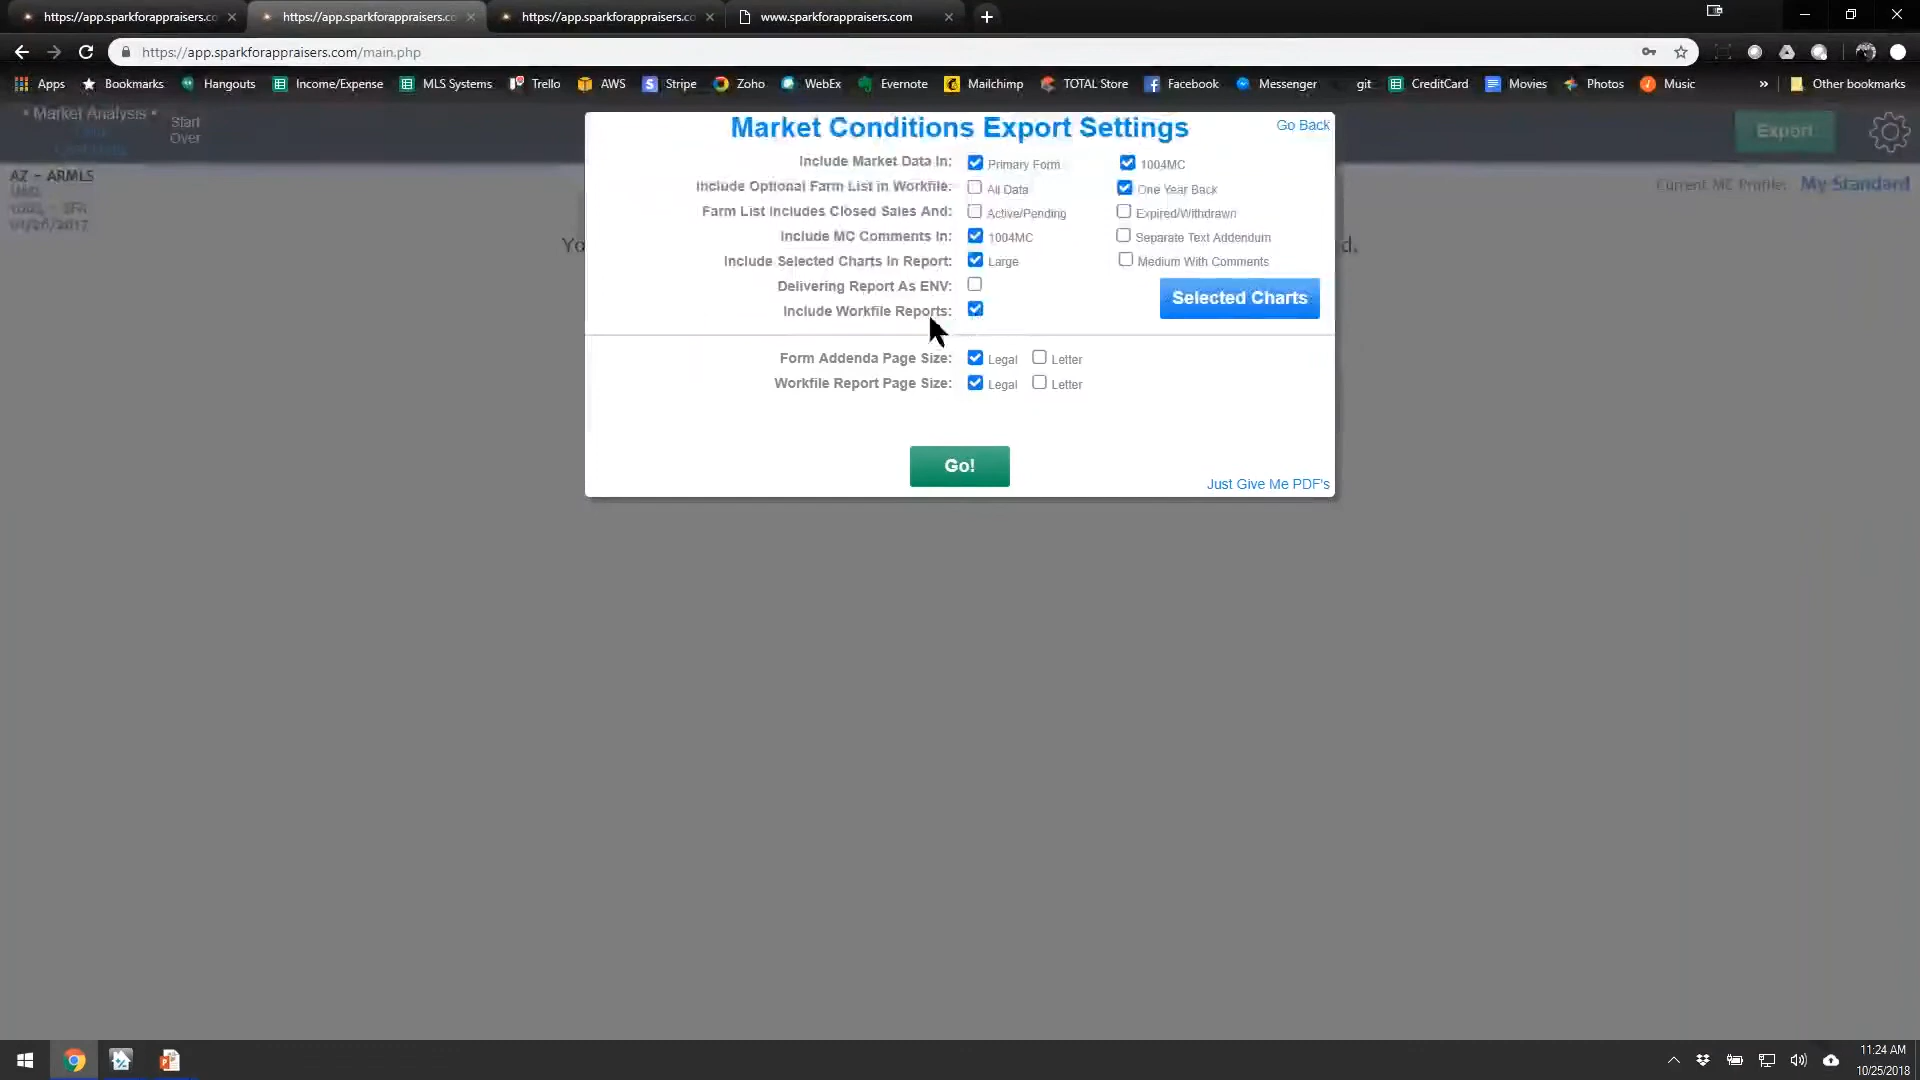 https://app.sparkforappraisers.co
https://app.sparkforappraisers.cc
https://app.sparkforappraisers.co
www.sparkforappraisers.com
https://app.sparkforappraisers.com/main.php
Apps Bookmarks Hangouts Income/Expense MLS Systems Trello AWS Stripe Zoho WebEx Evernote Mailchimp TOTAL Store Facebook Messenger git CreditCard Movies Photos Music » Other bookmarks
• Market Analysis •
Start Over
Export
AZ - ARMLS
Current MC Profile: My Standard
Yo
d.
Market Conditions Export Settings
Go Back
Include Market Data In: Primary Form 1004MC
Include Optional Farm List in Workfile: All Data One Year Back
Farm List Includes Closed Sales And: Active/Pending Expired/Withdrawn
Include MC Comments In: 1004MC Separate Text Addendum
Include Selected Charts In Report: Large Medium With Comments
Delivering Report As ENV:
Selected Charts
Include Workfile Reports:
Form Addenda Page Size: Legal Letter
Workfile Report Page Size: Legal Letter
Go!
Just Give Me PDF's
11:24 AM
10/25/2018